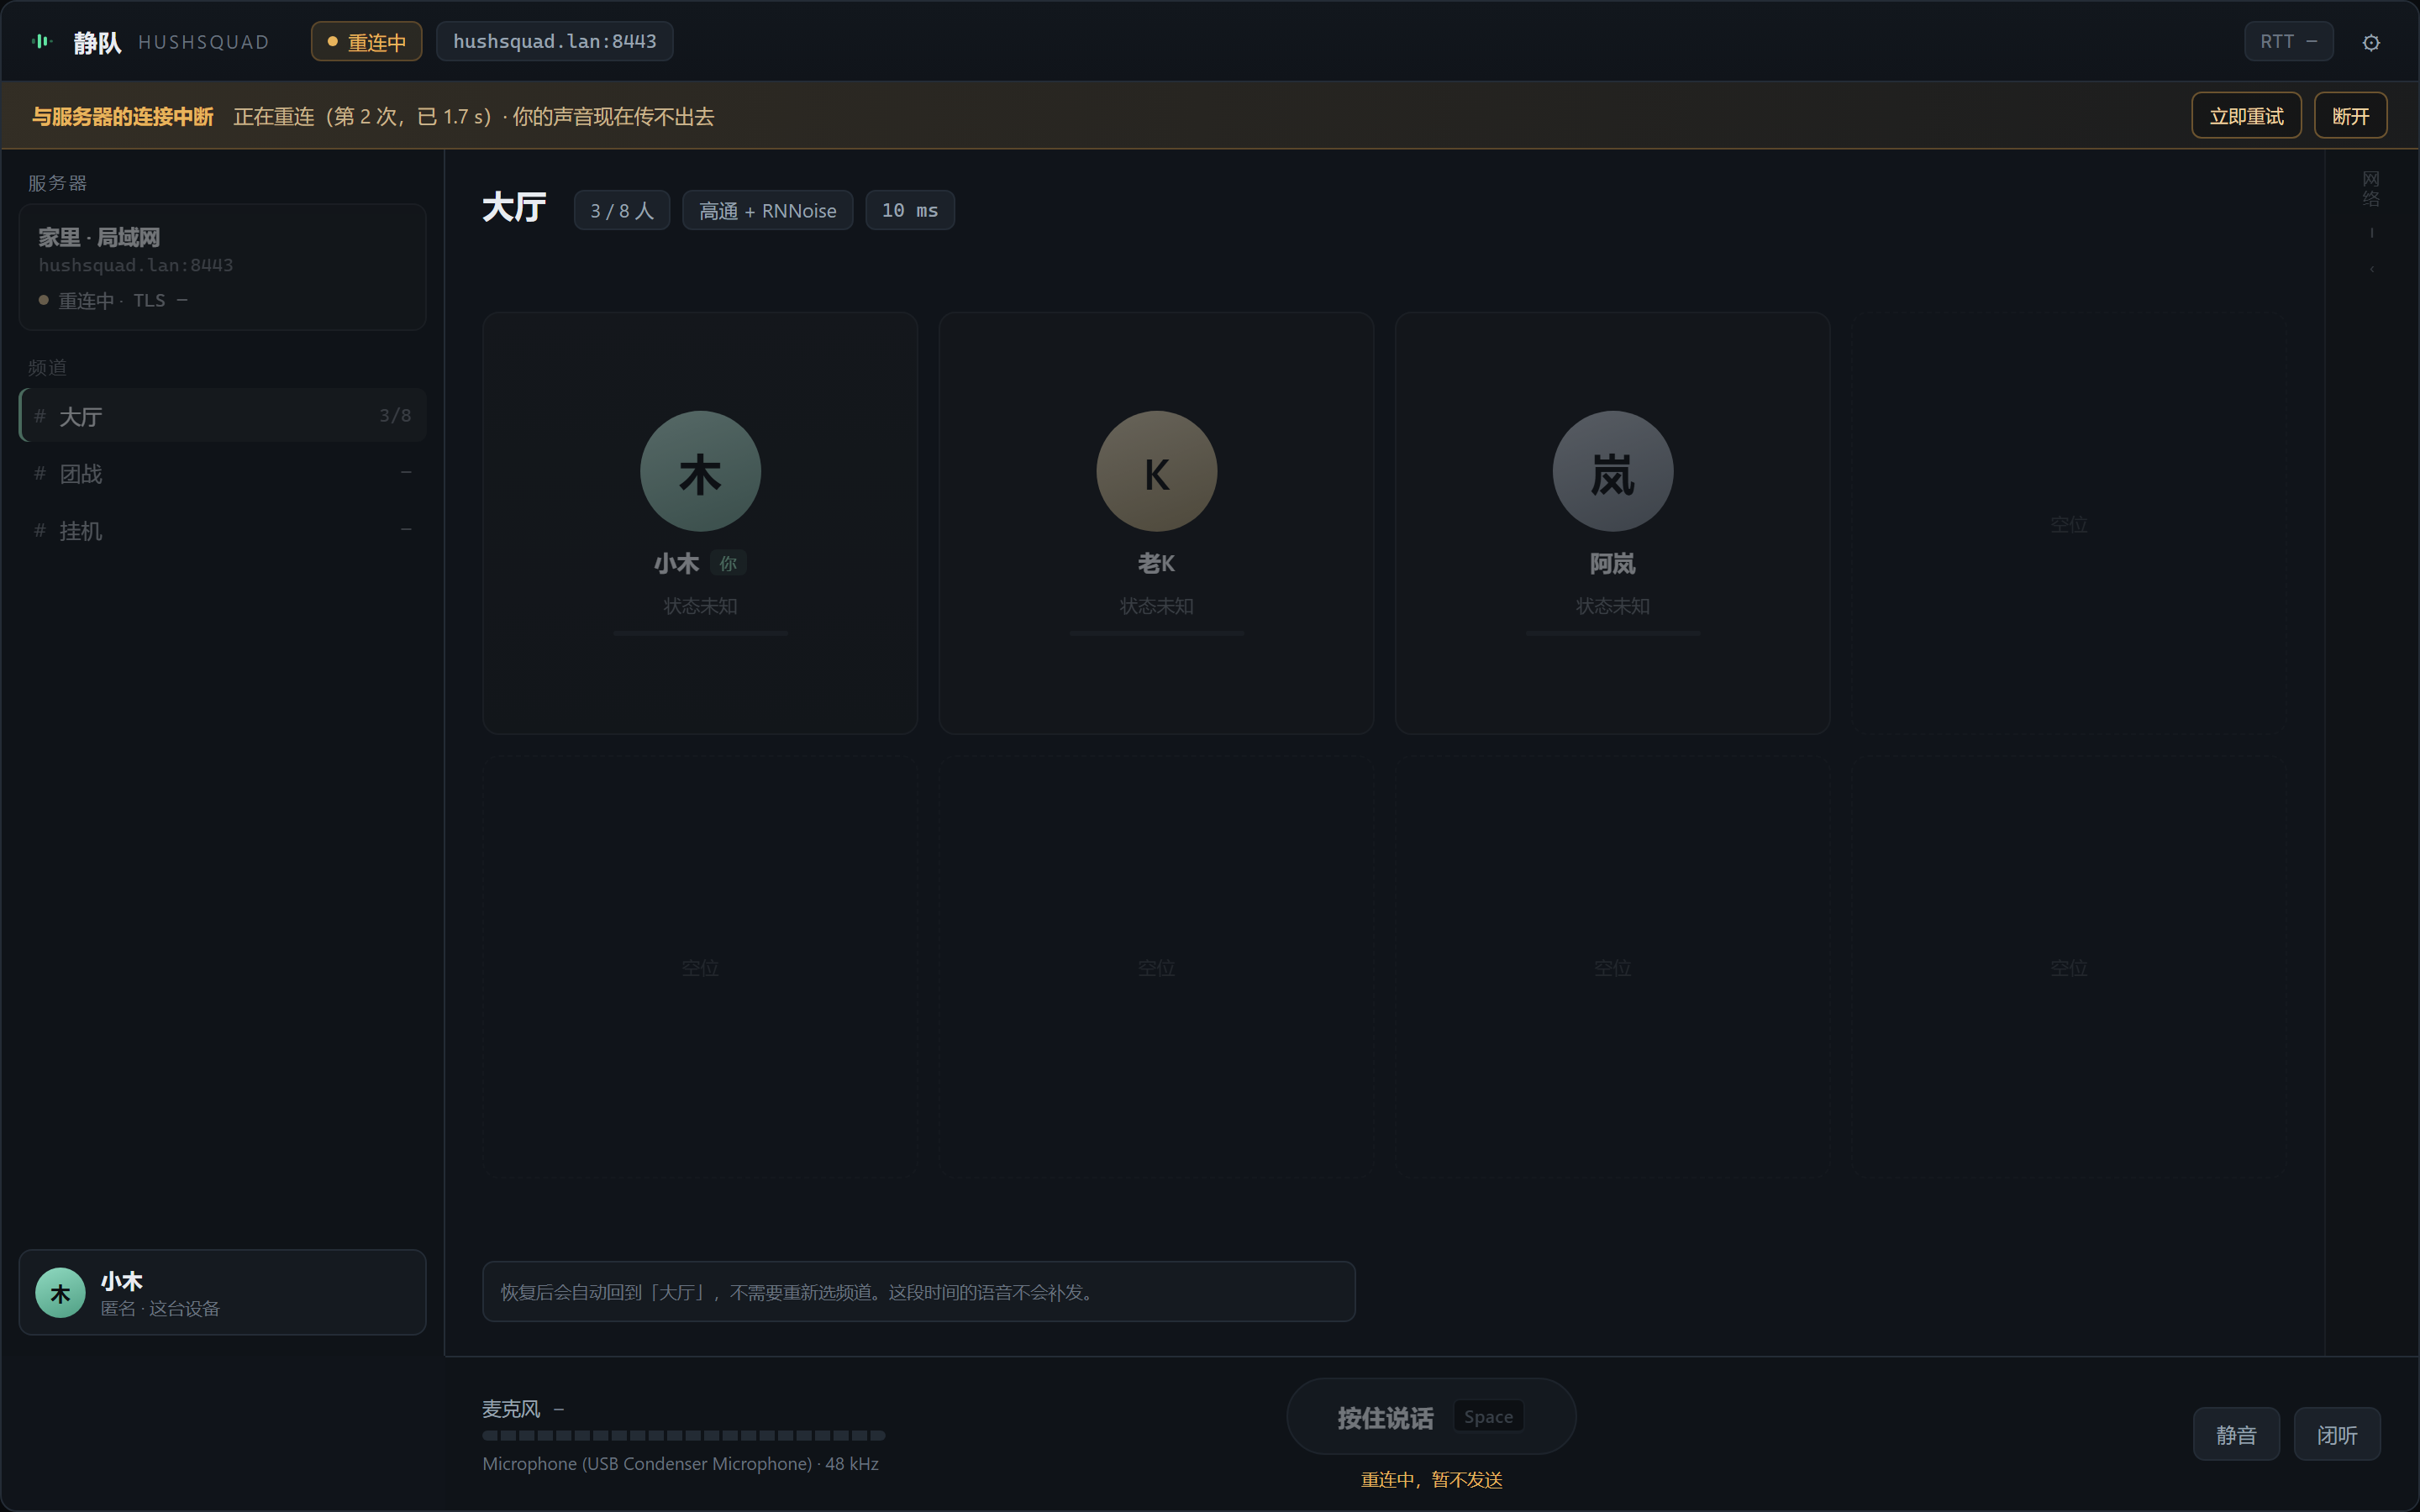 静队 HUSHSQUAD 重连中 hushsquad.lan:8443 RTT —
与服务器的连接中断 正在重连（第 2 次，已 1.7 s）· 你的声音现在传不出去 立即重试 断开
服务器
家里 · 局域网
hushsquad.lan:8443
重连中 · TLS —
频道
# 大厅 3/8
# 团战 —
# 挂机 —
小木
木
匿名 · 这台设备
大厅 3 / 8 人 高通 + RNNoise 10 ms
木
小木 你
状态未知
K
老K
状态未知
岚
阿岚
状态未知
空位
空位
空位
空位
空位
恢复后会自动回到「大厅」，不需要重新选频道。这段时间的语音不会补发。
网络
—
‹
麦克风 —
Microphone (USB Condenser Microphone) · 48 kHz
按住说话 Space
重连中，暂不发送
静音 闭听